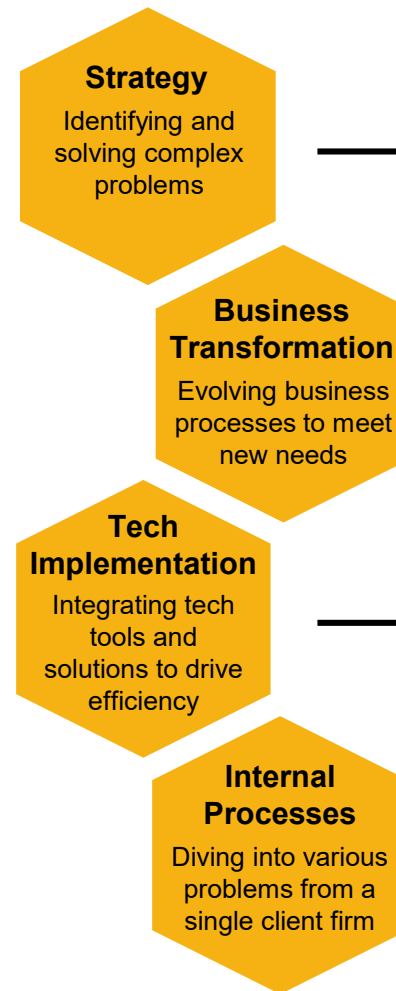 Strategy
Identifying and
solving complex
problems
Business
Transformation
Evolving business
processes to meet
new needs
Tech
Implementation
Integrating tech
tools and
solutions to drive
efficiency
Internal
Processes
Diving into various
problems from a
single client firm